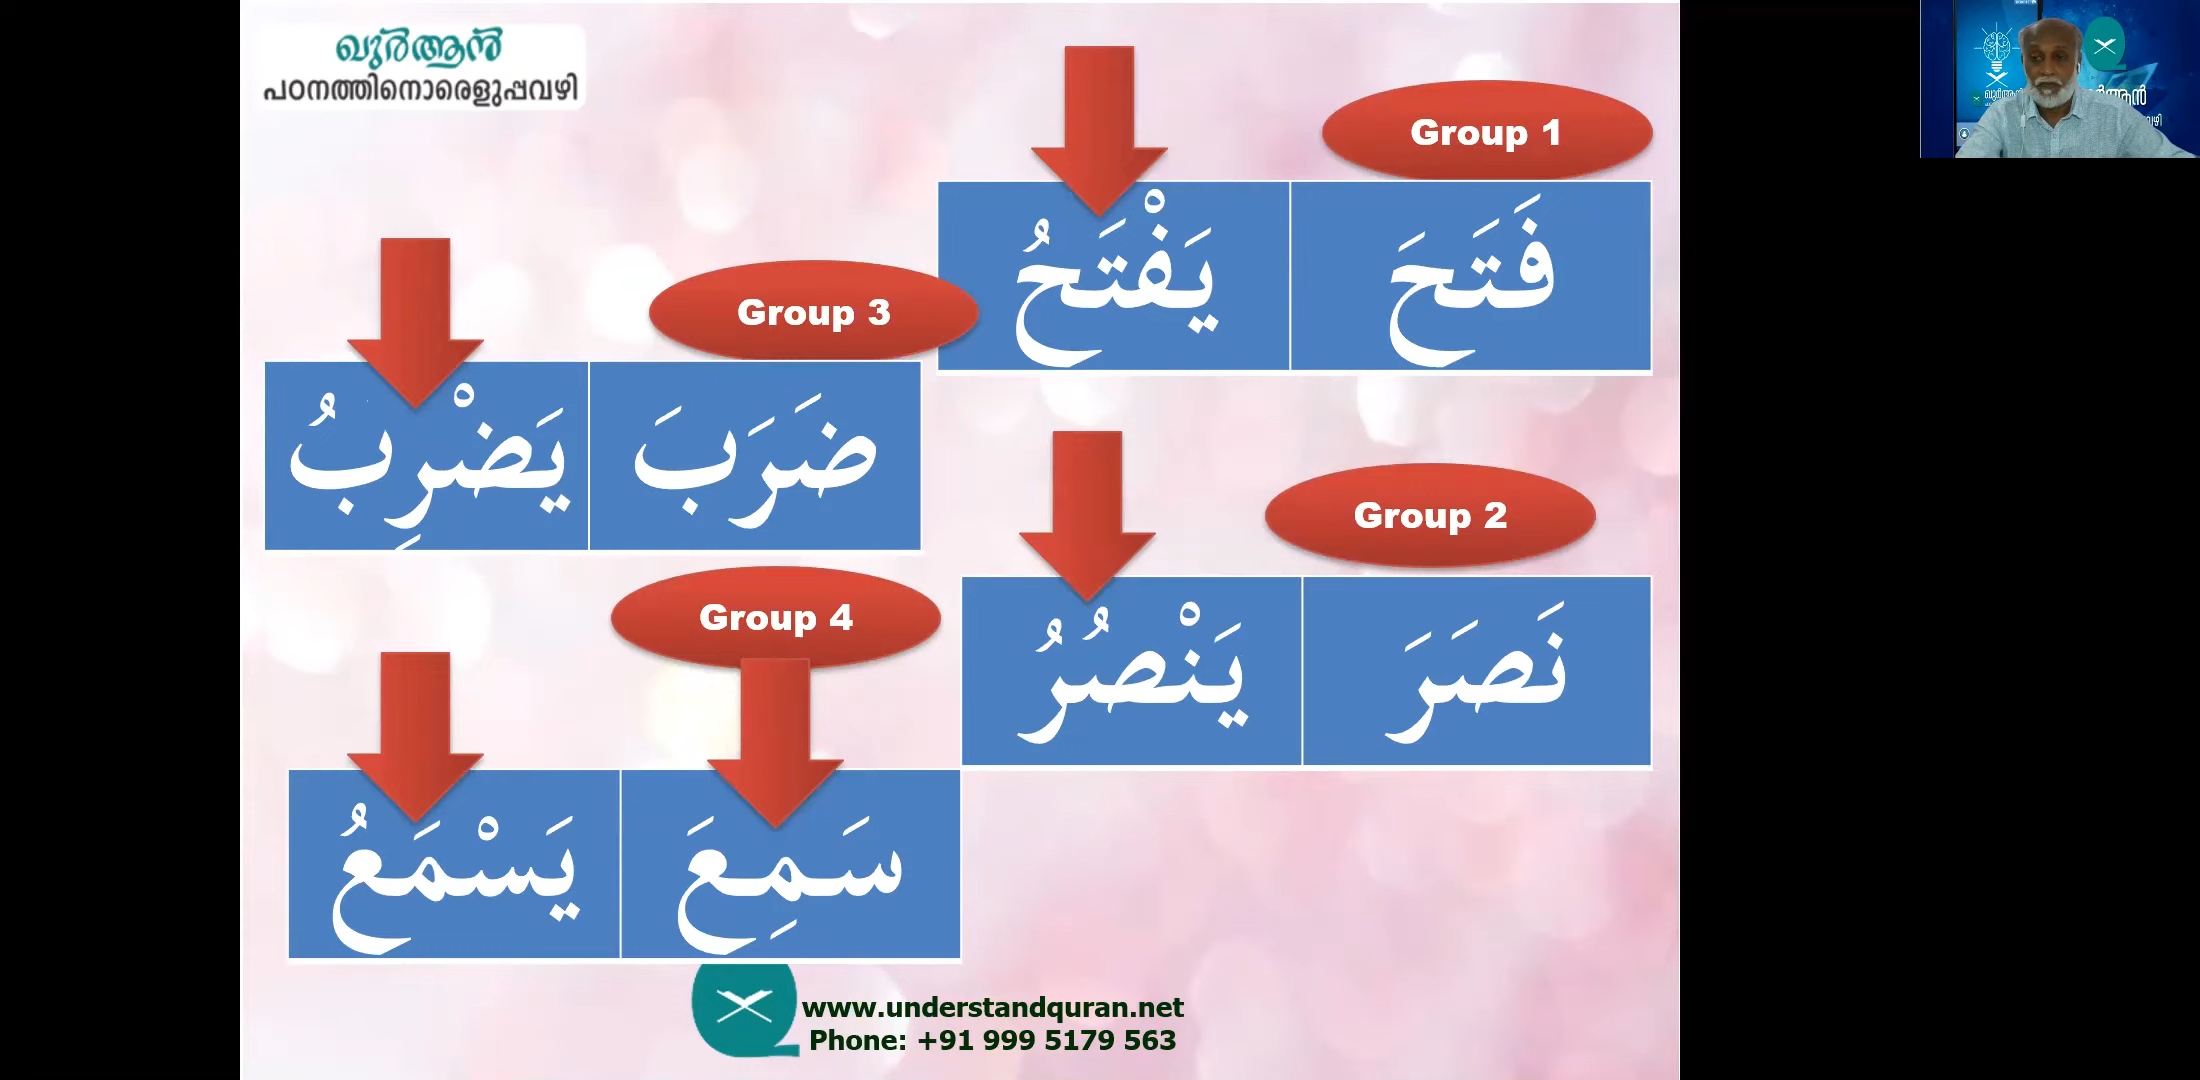 ഖുർആൻ
പഠനത്തിനൊരെളുപ്പവഴി
Group 1
فَتَحَ
يَفْتَحُ
Group 3
ضَرَبَ
يَضْرِبُ
Group 2
نَصَرَ
يَنْصُرُ
Group 4
سَمِعَ
يَسْمَعُ
www.understandquran.net
Phone: +91 999 5179 563